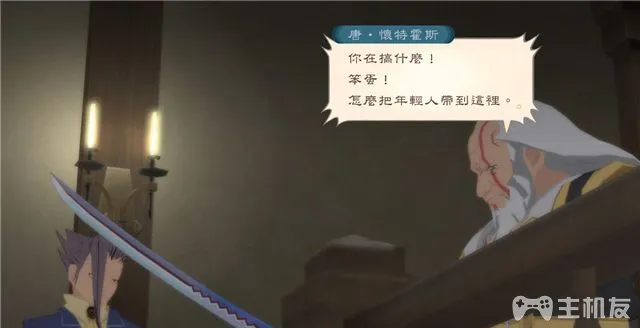 唐·懷特霍斯
你在搞什麼！
笨蛋！
怎麼把年輕人帶到這裡。
主机友